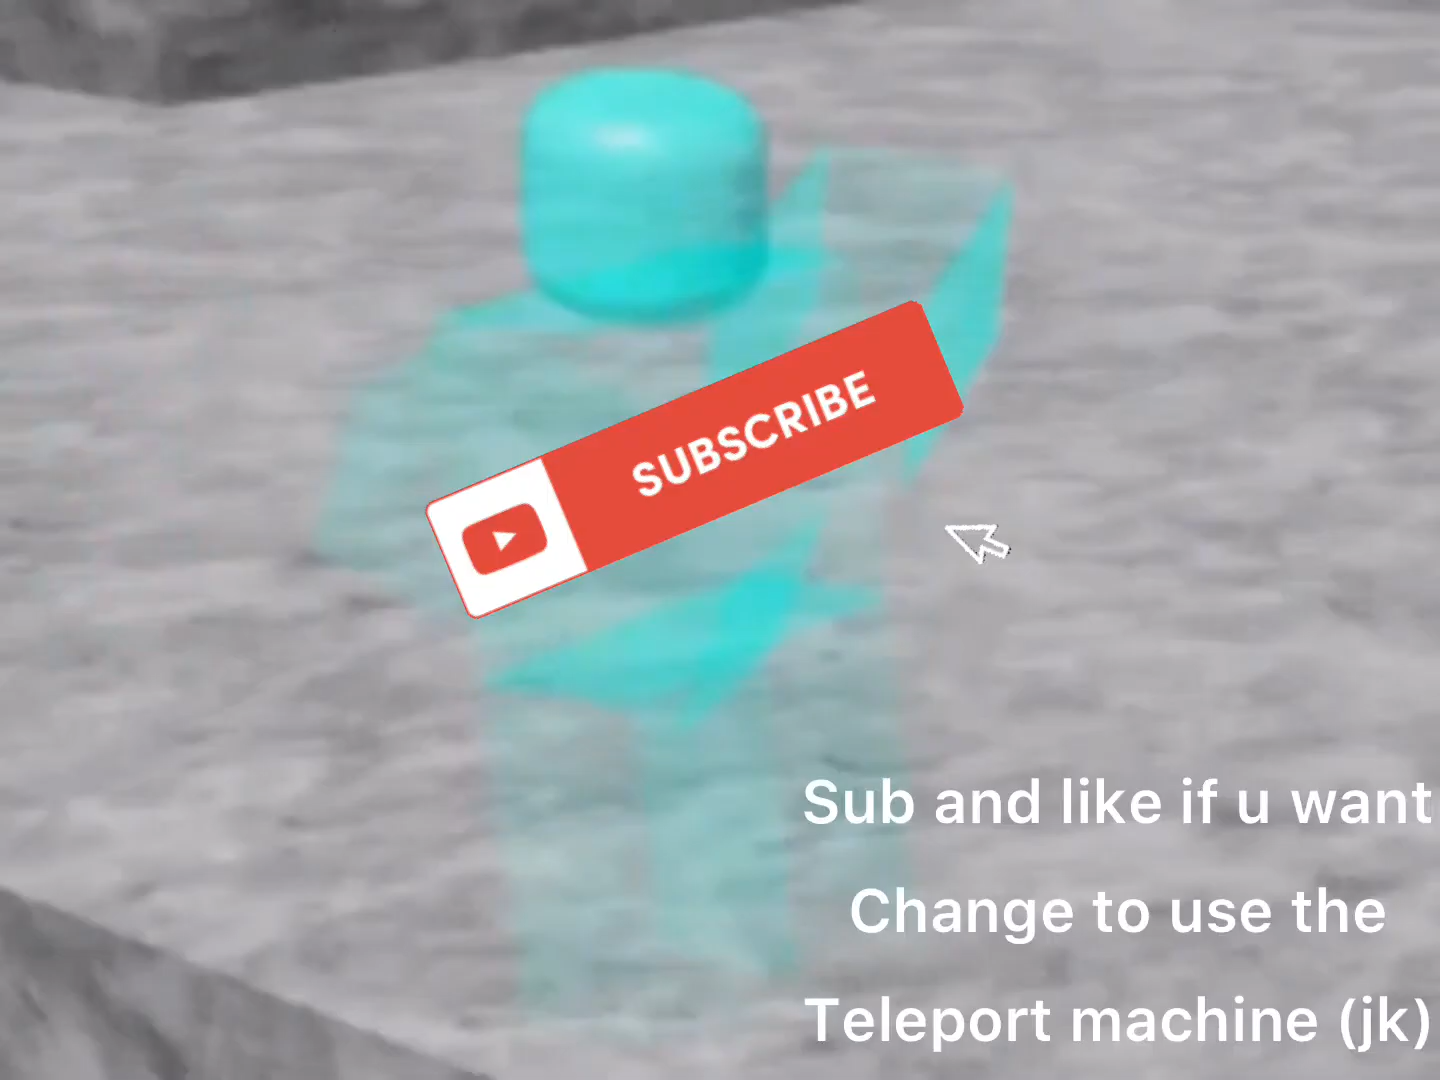 SUBSCRIBE
Sub and like if u want
Change to use the
Teleport machine (jk)